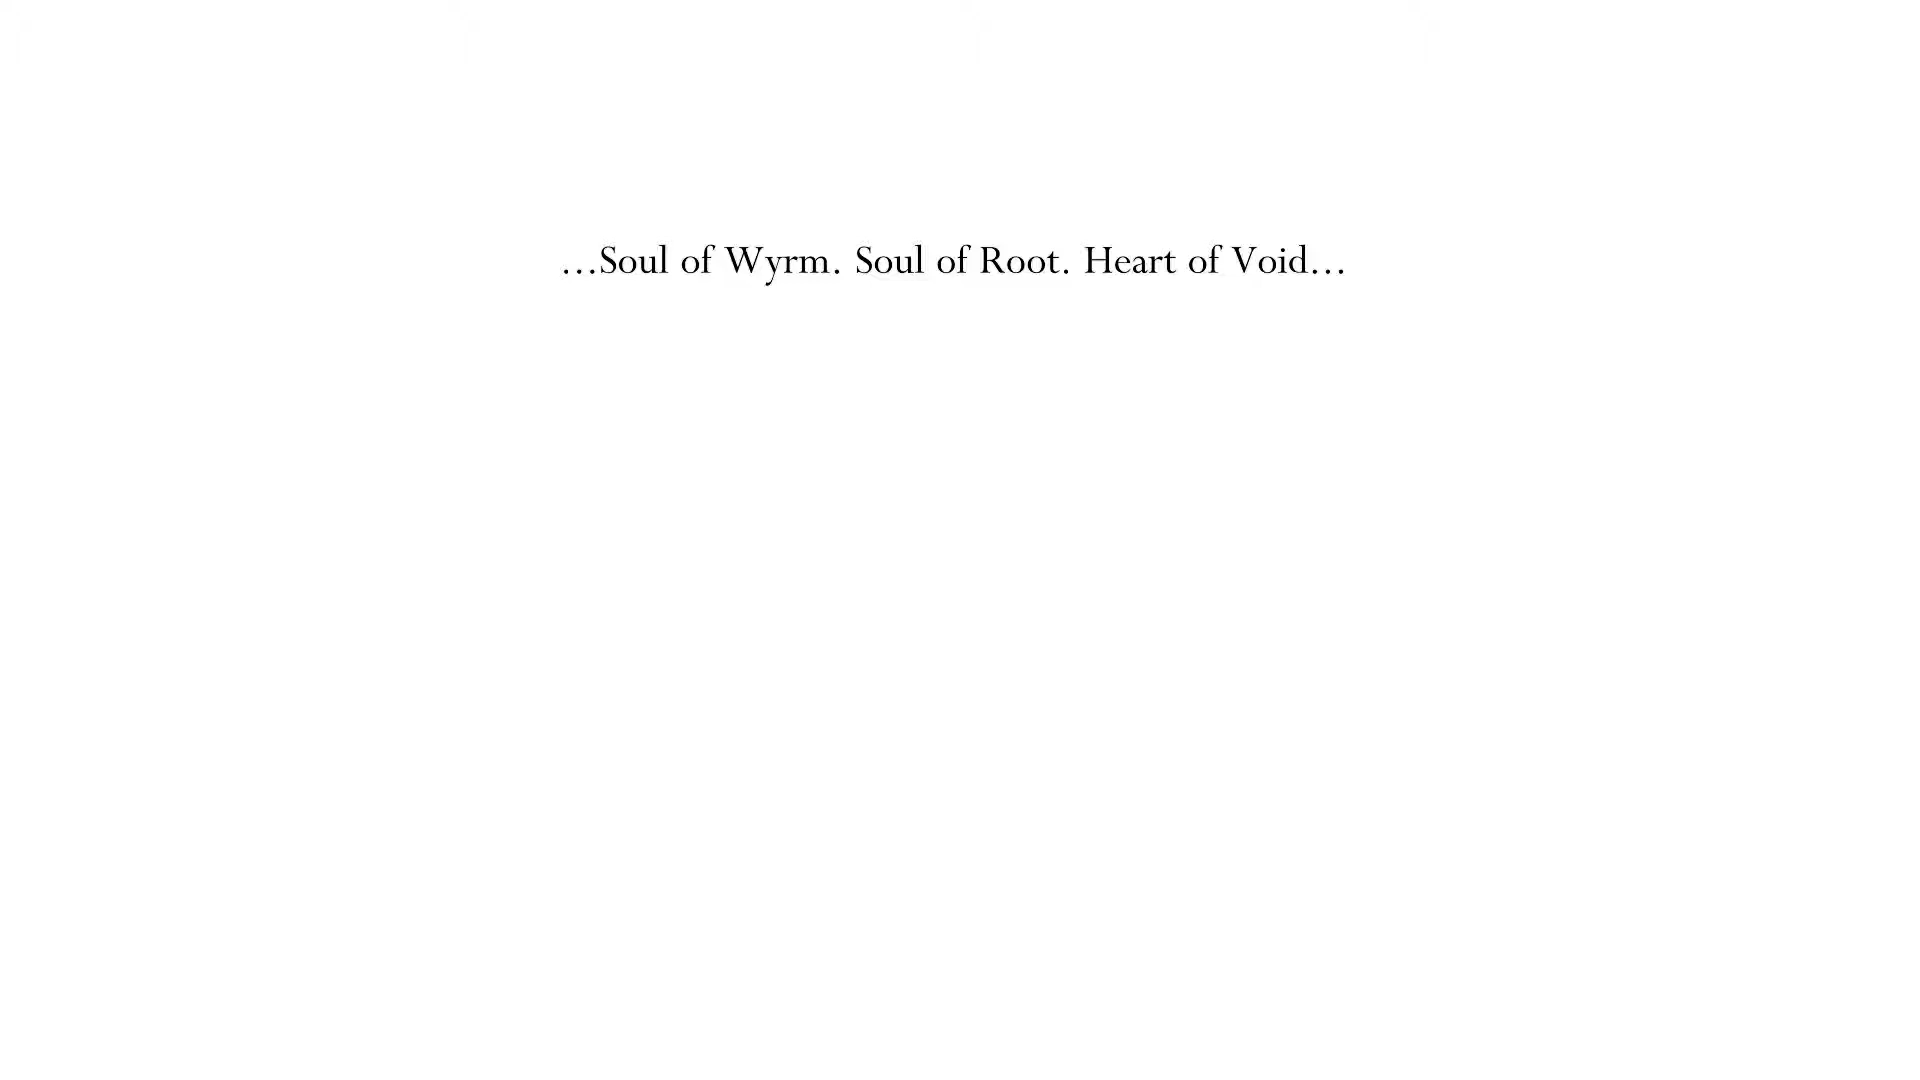 …Soul of Wyrm. Soul of Root. Heart of Void…